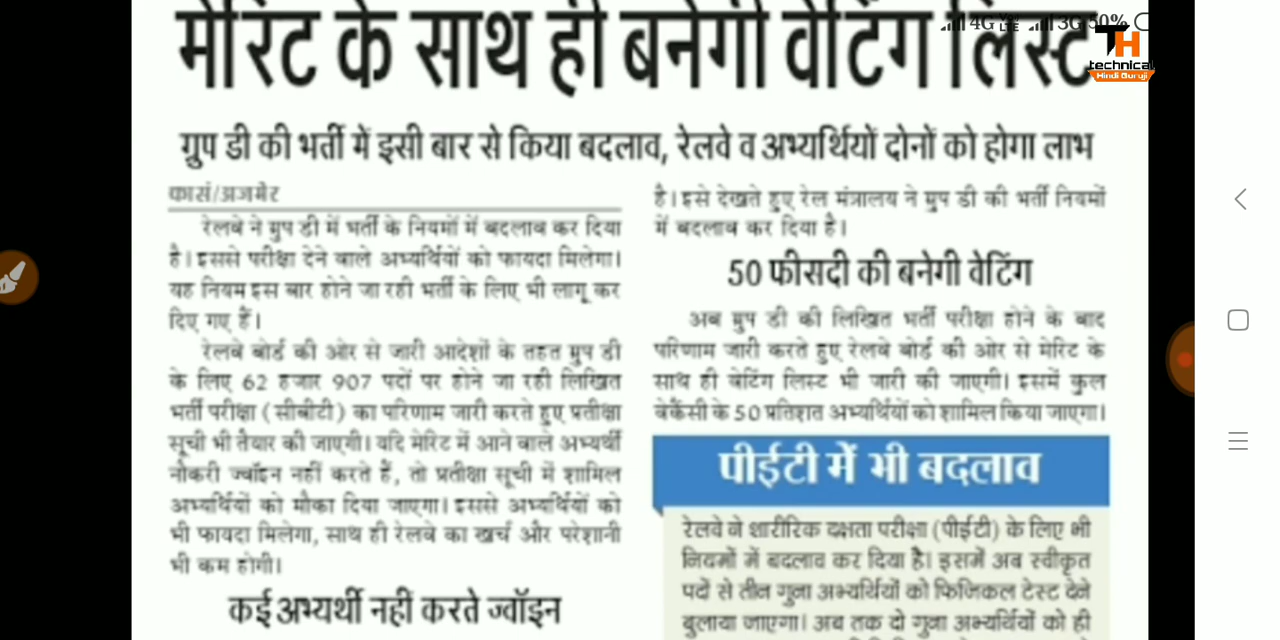 4G VoLTE 3G 50%
TH
technical
Hindi Guruji
मेरिट के साथ ही बनेगी वेटिंग लिस्ट
ग्रुप डी की भर्ती में इसी बार से किया बदलाव, रेलवे व अभ्यर्थियों दोनों को होगा लाभ
कासं/अजमेर
रेलवे ने ग्रुप डी में भर्ती के नियमों में बदलाव कर दिया
है। इससे परीक्षा देने वाले अभ्यर्थियों को फायदा मिलेगा।
यह नियम इस बार होने जा रही भर्ती के लिए भी लागू कर
दिए गए हैं।
रेलवे बोर्ड की ओर से जारी आदेशों के तहत ग्रुप डी
के लिए 62 हजार 907 पदों पर होने जा रही लिखित
भर्ती परीक्षा (सीबीटी) का परिणाम जारी करते हुए प्रतीक्षा
सूची भी तैयार की जाएगी। यदि मेरिट में आने वाले अभ्यर्थी
नौकरी ज्वॉइन नहीं करते हैं, तो प्रतीक्षा सूची में शामिल
अभ्यर्थियों को मौका दिया जाएगा। इससे अभ्यर्थियों को
भी फायदा मिलेगा, साथ ही रेलवे का खर्च और परेशानी
भी कम होगी।
कई अभ्यर्थी नहीं करते ज्वॉइन
है। इसे देखते हुए रेल मंत्रालय ने ग्रुप डी की भर्ती नियमों
में बदलाव कर दिया है।
50 फीसदी की बनेगी वेटिंग
अब ग्रुप डी की लिखित भर्ती परीक्षा होने के बाद
परिणाम जारी करते हुए रेलवे बोर्ड की ओर से मेरिट के
साथ ही वेटिंग लिस्ट भी जारी की जाएगी। इसमें कुल
वेकैंसी के 50 प्रतिशत अभ्यर्थियों को शामिल किया जाएगा।
पीईटी में भी बदलाव
रेलवे ने शारीरिक दक्षता परीक्षा (पीईटी) के लिए भी
नियमों में बदलाव कर दिया है। इसमें अब स्वीकृत
पदों से तीन गुना अभ्यर्थियों को फिजिकल टेस्ट देने
बुलाया जाएगा। अब तक दो गुना अभ्यर्थियों को ही